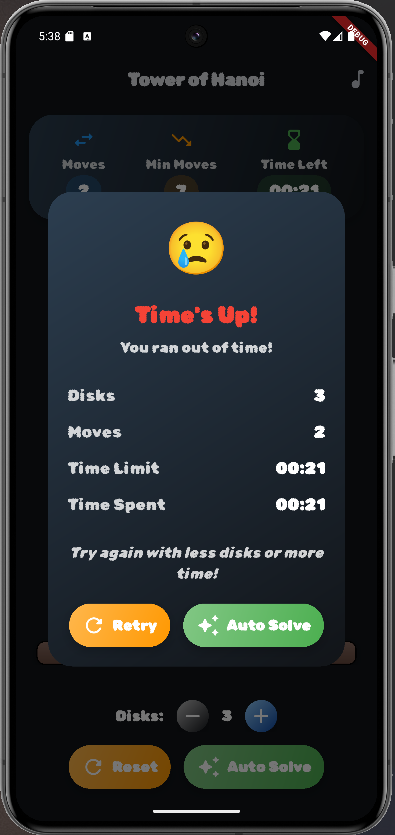 5:38
DEBUG
Tower of Hanoi
Moves Min Moves Time Left
2 7 00:21
Time's Up!
You ran out of time!
Disks 3
Moves 2
Time Limit 00:21
Time Spent 00:21
Try again with less disks or more
time!
Retry Auto Solve
Disks: 3
Reset Auto Solve